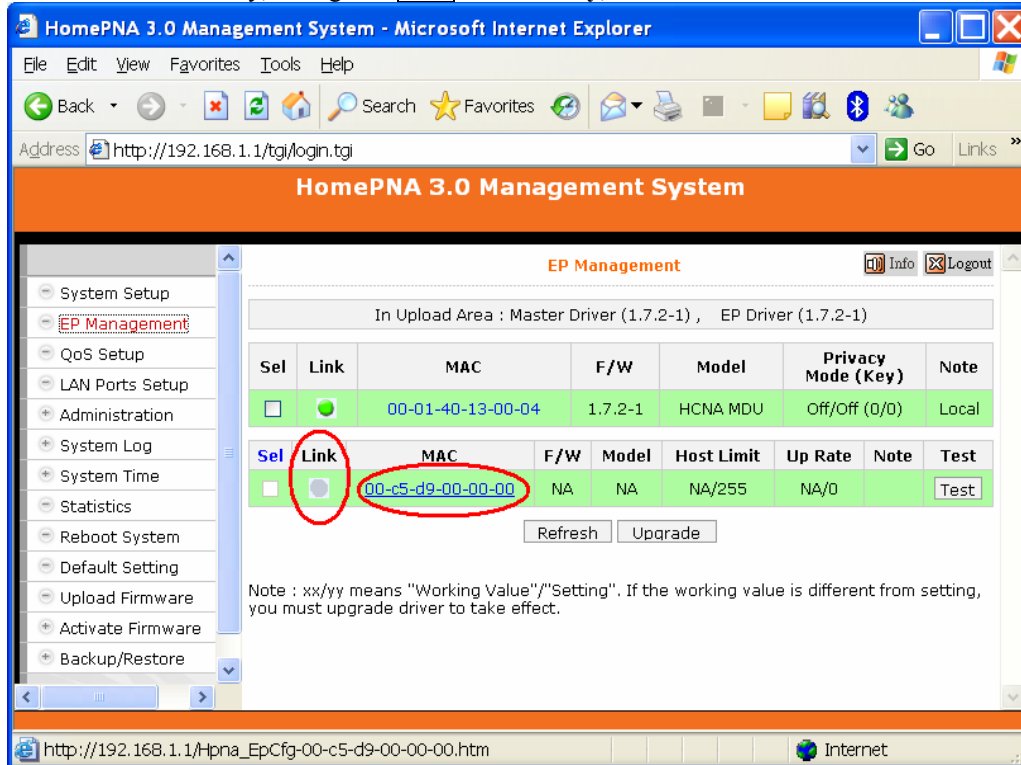 HomePNA 3.0 Management System - Microsoft Internet Explorer
File Edit View Favorites Tools Help
Back Search Favorites
Address http://192.168.1.1/tgi/login.tgi Go Links »
HomePNA 3.0 Management System
EP Management Info Logout
System Setup
EP Management
QoS Setup
LAN Ports Setup
Administration
System Log
System Time
Statistics
Reboot System
Default Setting
Upload Firmware
Activate Firmware
Backup/Restore
In Upload Area : Master Driver (1.7.2-1) , EP Driver (1.7.2-1)
Sel Link MAC F/W Model Privacy Mode (Key) Note
00-01-40-13-00-04 1.7.2-1 HCNA MDU Off/Off (0/0) Local
Sel Link MAC F/W Model Host Limit Up Rate Note Test
00-c5-d9-00-00-00 NA NA NA/255 NA/0 Test
Refresh Upgrade
Note : xx/yy means "Working Value"/"Setting". If the working value is different from setting,
you must upgrade driver to take effect.
http://192.168.1.1/Hpna_EpCfg-00-c5-d9-00-00-00.htm Internet